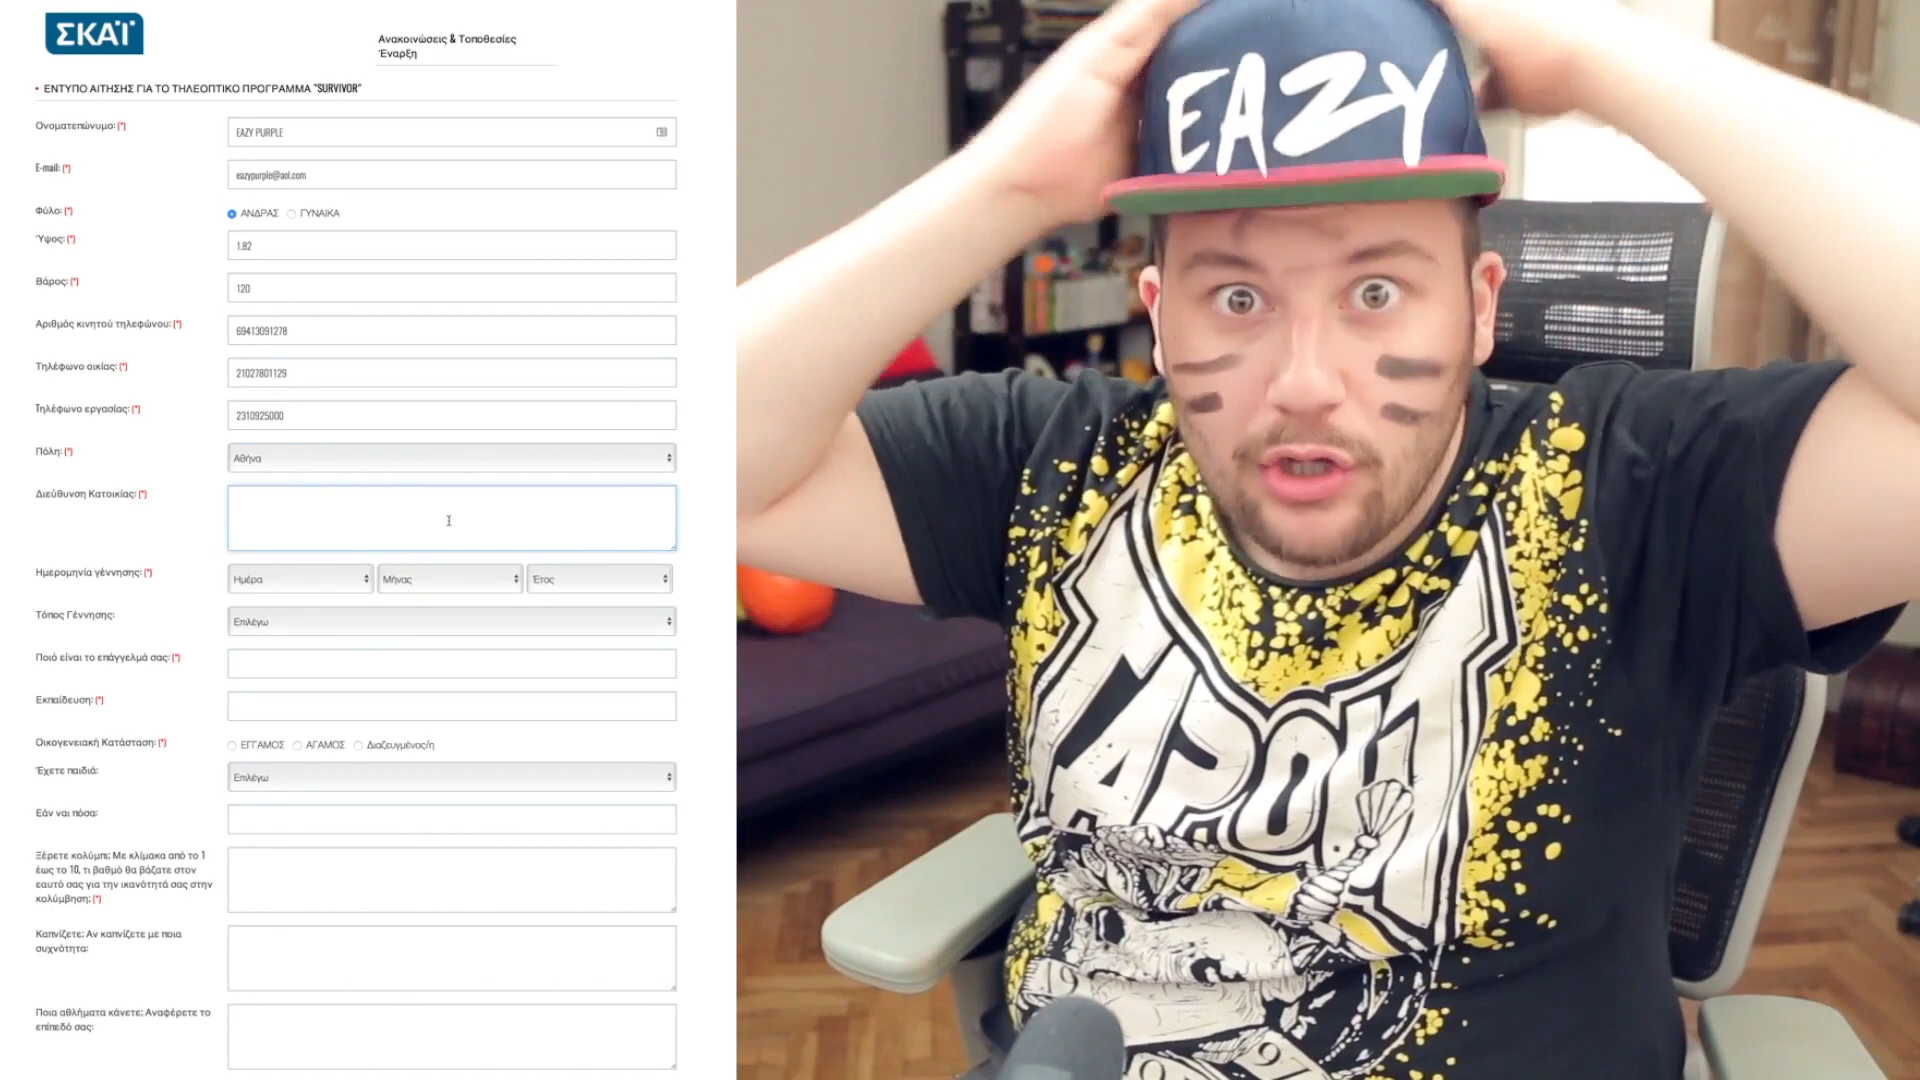 ΣΚΑΪ
Ανακοινώσεις & Τοποθεσίες
Έναρξη
ΕΝΤΥΠΟ ΑΙΤΗΣΗΣ ΓΙΑ ΤΟ ΤΗΛΕΟΠΤΙΚΟ ΠΡΟΓΡΑΜΜΑ "SURVIVOR"
Ονοματεπώνυμο: (*)
EAZY PURPLE
E-mail: (*)
eazypurple@aol.com
Φύλο: (*)
ΑΝΔΡΑΣ ΓΥΝΑΙΚΑ
Ύψος: (*)
1.82
Βάρος: (*)
120
Αριθμός κινητού τηλεφώνου: (*)
69413091278
Τηλέφωνο οικίας: (*)
21027801129
Τηλέφωνο εργασίας: (*)
2310925000
Πόλη: (*)
Αθήνα
Διεύθυνση Κατοικίας: (*)
Ημερομηνία γέννησης: (*)
Ημέρα Μήνας Έτος
Τόπος Γέννησης:
Επιλέγω
Ποιό είναι το επάγγελμά σας: (*)
Εκπαίδευση: (*)
Οικογενειακή Κατάσταση: (*)
ΕΓΓΑΜΟΣ ΑΓΑΜΟΣ Διαζευγμένος/η
Έχετε παιδιά:
Επιλέγω
Εάν ναι πόσα:
Ξέρετε κολύμπι; Με κλίμακα από το 1
έως το 10, τι βαθμό θα βάζατε στον
εαυτό σας για την ικανότητά σας στην
κολύμβηση; (*)
Καπνίζετε; Αν καπνίζετε με ποια
συχνότητα:
Ποια αθλήματα κάνετε; Αναφέρετε το
επίπεδό σας:
EAZY
TAPOUT
97